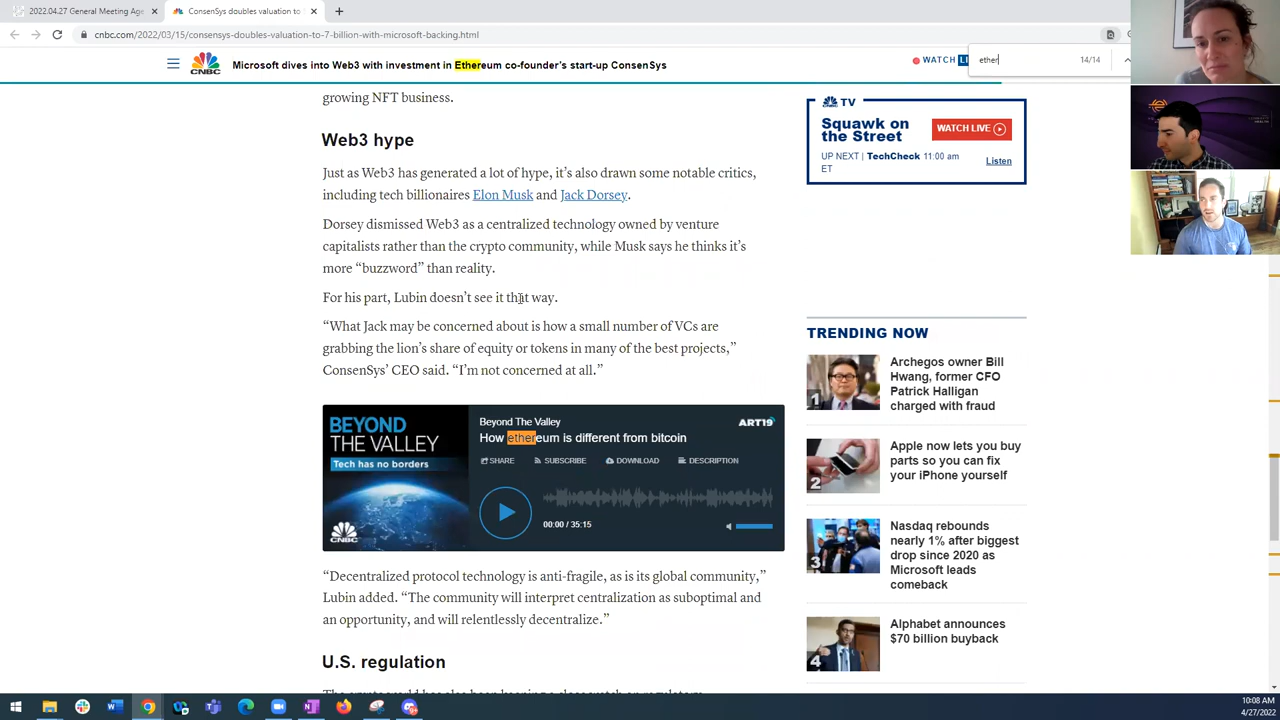 2022.04.27 General Meeting Age
ConsenSys doubles valuation to 7
cnbc.com/2022/03/15/consensys-doubles-valuation-to-7-billion-with-microsoft-backing.html
CNBC
Microsoft dives into Web3 with investment in Ethereum co-founder's start-up ConsenSys
WATCH LI
ether
14/14
growing NFT business.
Web3 hype
Just as Web3 has generated a lot of hype, it's also drawn some notable critics,
including tech billionaires Elon Musk and Jack Dorsey.
Dorsey dismissed Web3 as a centralized technology owned by venture
capitalists rather than the crypto community, while Musk says he thinks it's
more “buzzword” than reality.
For his part, Lubin doesn't see it that way.
“What Jack may be concerned about is how a small number of VCs are
grabbing the lion's share of equity or tokens in many of the best projects,”
ConsenSys' CEO said. “I'm not concerned at all.”
BEYOND
THE VALLEY
Tech has no borders
CNBC
Beyond The Valley
ART19
How ethereum is different from bitcoin
SHARE
SUBSCRIBE
DOWNLOAD
DESCRIPTION
00:00 / 35:15
“Decentralized protocol technology is anti-fragile, as is its global community,”
Lubin added. “The community will interpret centralization as suboptimal and
an opportunity, and will relentlessly decentralize.”
U.S. regulation
TV
Squawk on
the Street
WATCH LIVE
UP NEXT | TechCheck 11:00 am
ET
Listen
TRENDING NOW
1
Archegos owner Bill
Hwang, former CFO
Patrick Halligan
charged with fraud
2
Apple now lets you buy
parts so you can fix
your iPhone yourself
3
Nasdaq rebounds
nearly 1% after biggest
drop since 2020 as
Microsoft leads
comeback
4
Alphabet announces
$70 billion buyback
10:08 AM
4/27/2022